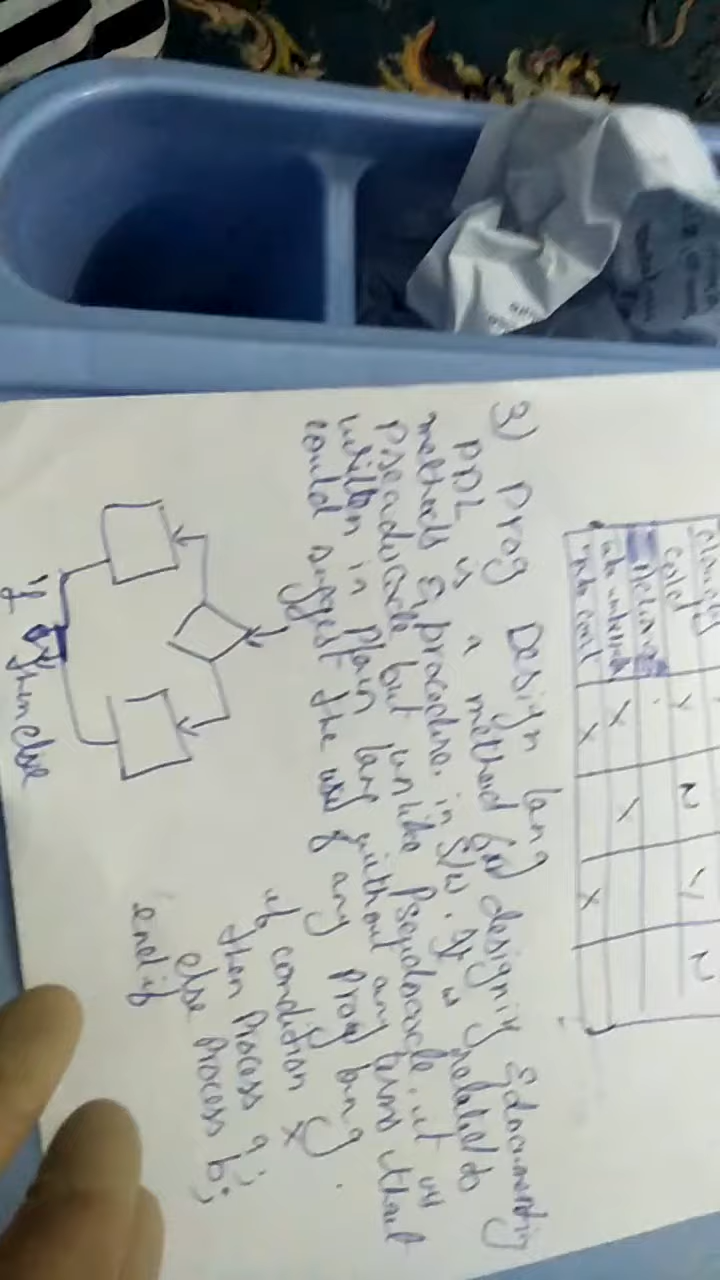 cold Y N Y N
Action
X X
X X
3) Prog Design lang
PDL is a method for designing & documenting
methods & procedure in S/w. It is related to
Pseudocode but unlike Pseudocode, it is
written in Plain lang without any terms that
could suggest the use of any Prog lang.
if condition X
then Process a;
else Process b;
endif
if then else